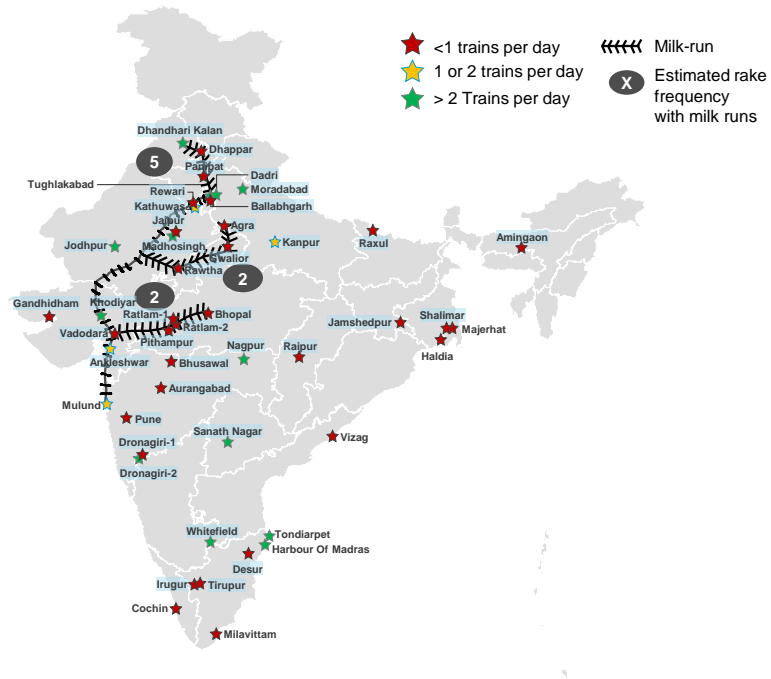 <1 trains per day
1 or 2 trains per day
> 2 Trains per day
Milk-run
X
Estimated rake
frequency
with milk runs
Dhandhari Kalan
Dhappar
5
Panipat
Tughlakabad
Dadri
Rewari
Moradabad
Kathuwas
Ballabhgarh
Jaipur
Agra
Jodhpur
Madhosingh
Kanpur
Raxul
Amingaon
Gwalior
Rawtha
2
2
Gandhidham
Khodiyar
Ratlam-1
Bhopal
Ratlam-2
Vadodara
Pithampur
Jamshedpur
Shalimar
Majerhat
Haldia
Ankleshwar
Bhusawal
Nagpur
Raipur
Aurangabad
Mulund
Pune
Dronagiri-1
Sanath Nagar
Vizag
Dronagiri-2
Whitefield
Tondiarpet
Harbour Of Madras
Desur
Irugur
Tirupur
Cochin
Milavittam